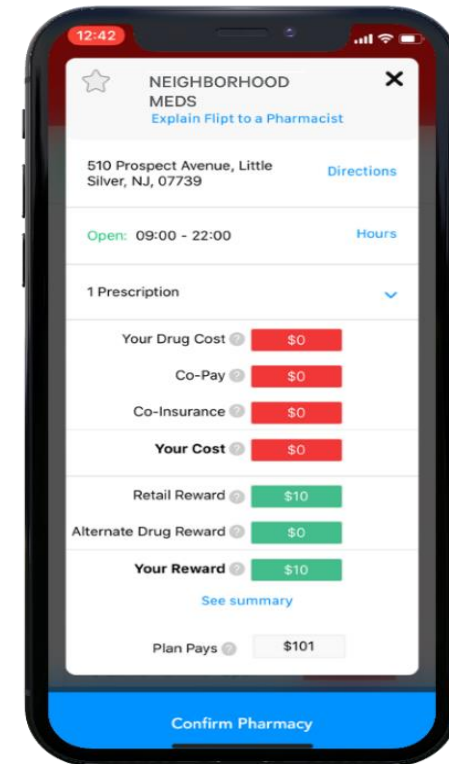 12:42
NEIGHBORHOOD
MEDS
Explain Flipt to a Pharmacist
510 Prospect Avenue, Little
Silver, NJ, 07739
Directions
Open: 09:00 - 22:00
Hours
1 Prescription
Your Drug Cost $0
Co-Pay $0
Co-Insurance $0
Your Cost $0
Retail Reward $10
Alternate Drug Reward $0
Your Reward $10
See summary
Plan Pays $101
Confirm Pharmacy